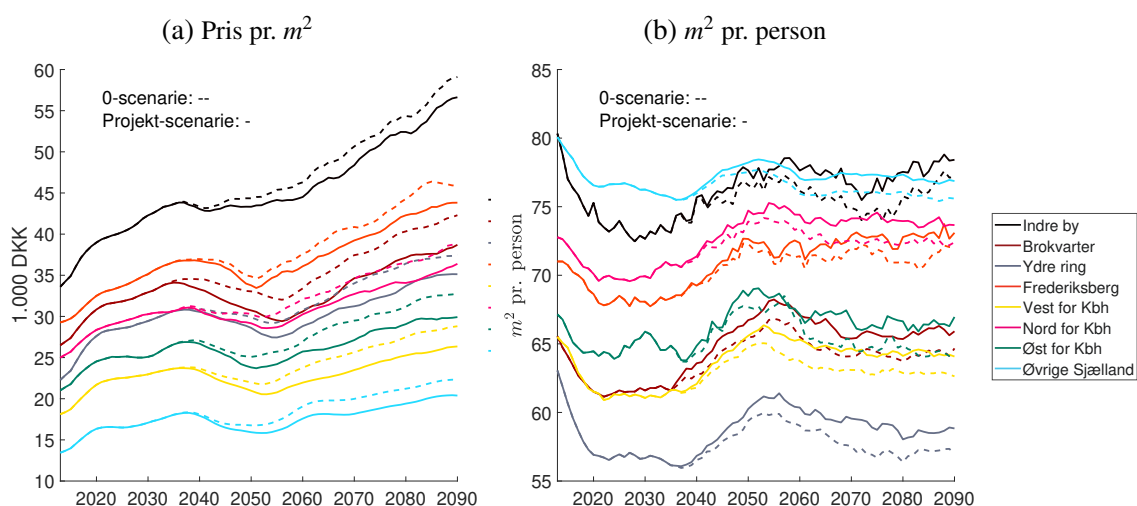 (a) Pris pr. m²
(b) m² pr. person
60
55
50
45
40
35
30
25
20
15
10
1.000 DKK
0-scenarie: --
Projekt-scenarie: -
2020 2030 2040 2050 2060 2070 2080 2090
85
80
75
70
65
60
55
m² pr. person
0-scenarie: --
Projekt-scenarie: -
2020 2030 2040 2050 2060 2070 2080 2090
Indre by
Brokvarter
Ydre ring
Frederiksberg
Vest for Kbh
Nord for Kbh
Øst for Kbh
Øvrige Sjælland